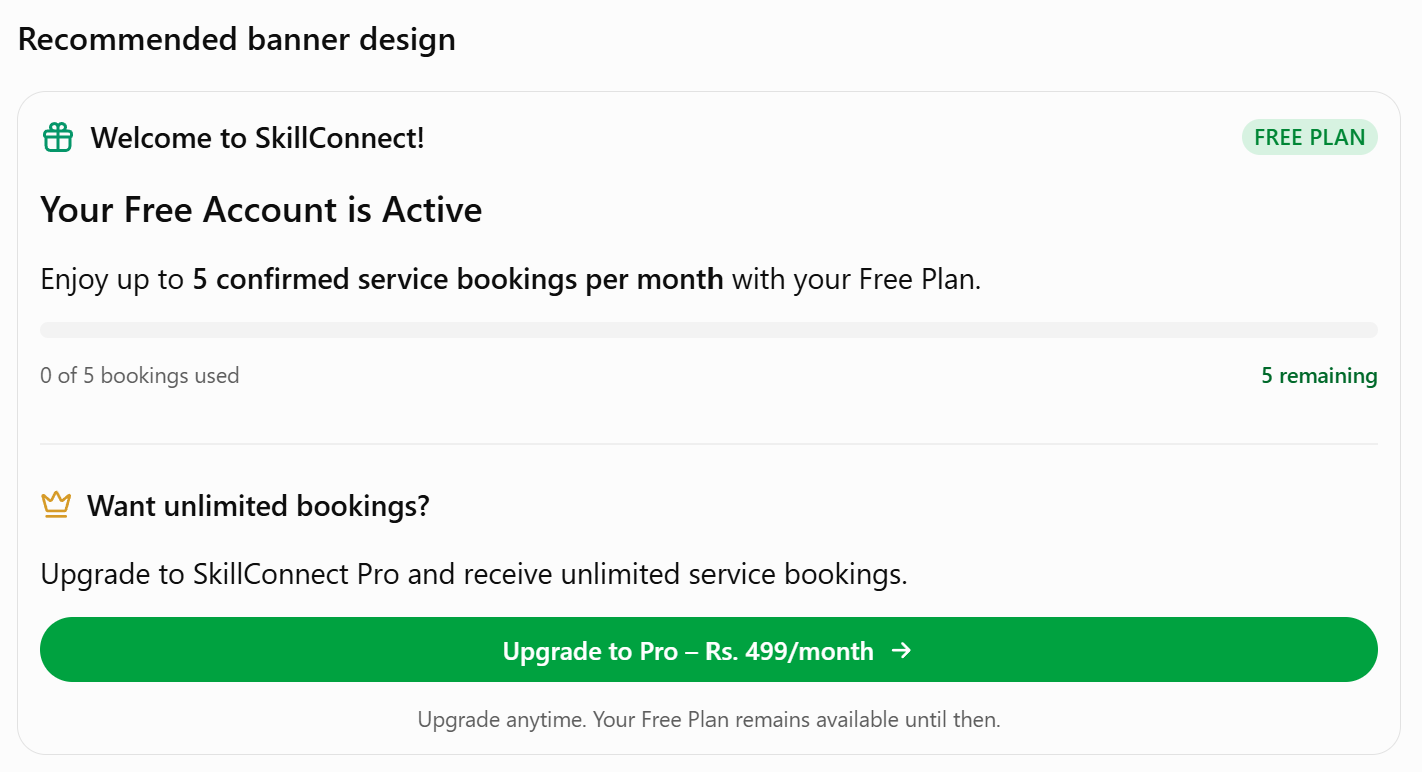 Recommended banner design
Welcome to SkillConnect!
FREE PLAN
Your Free Account is Active
Enjoy up to 5 confirmed service bookings per month with your Free Plan.
0 of 5 bookings used
5 remaining
Want unlimited bookings?
Upgrade to SkillConnect Pro and receive unlimited service bookings.
Upgrade to Pro – Rs. 499/month →
Upgrade anytime. Your Free Plan remains available until then.